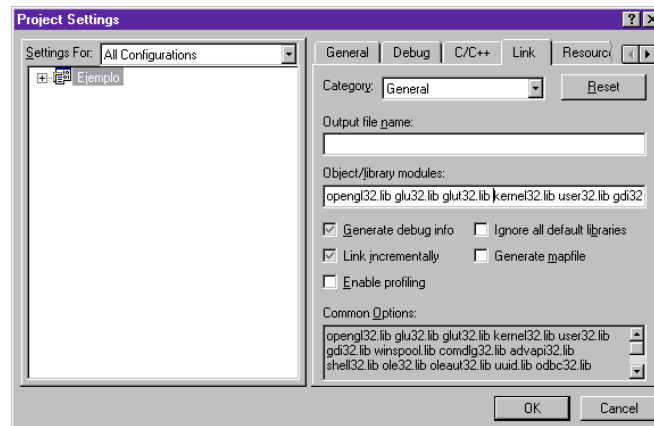 Project Settings
Settings For: All Configurations
Ejemplo
General Debug C/C++ Link Resourc
Category: General Reset
Output file name:
Object/library modules:
opengl32.lib glu32.lib glut32.lib kernel32.lib user32.lib gdi32
Generate debug info Ignore all default libraries
Link incrementally Generate mapfile
Enable profiling
Common Options:
opengl32.lib glu32.lib glut32.lib kernel32.lib user32.lib
gdi32.lib winspool.lib comdlg32.lib advapi32.lib
shell32.lib ole32.lib oleaut32.lib uuid.lib odbc32.lib
OK Cancel